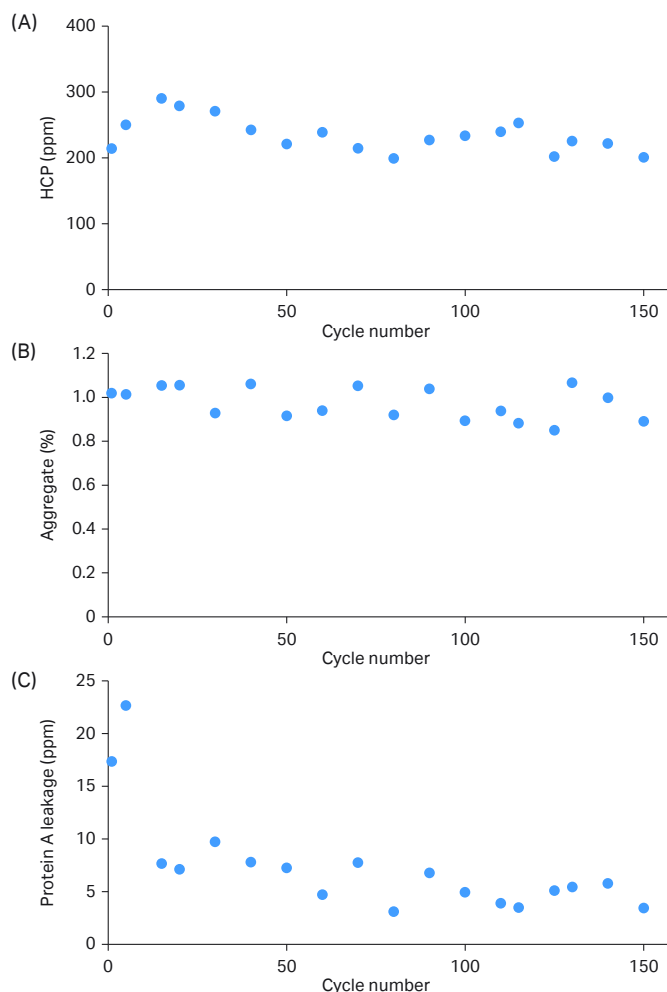 (A)
HCP (ppm)
400
300
200
100
0
0 50 100 150
Cycle number
(B)
Aggregate (%)
1.2
1.0
0.8
0.6
0.4
0.2
0
0 50 100 150
Cycle number
(C)
Protein A leakage (ppm)
25
20
15
10
5
0
0 50 100 150
Cycle number